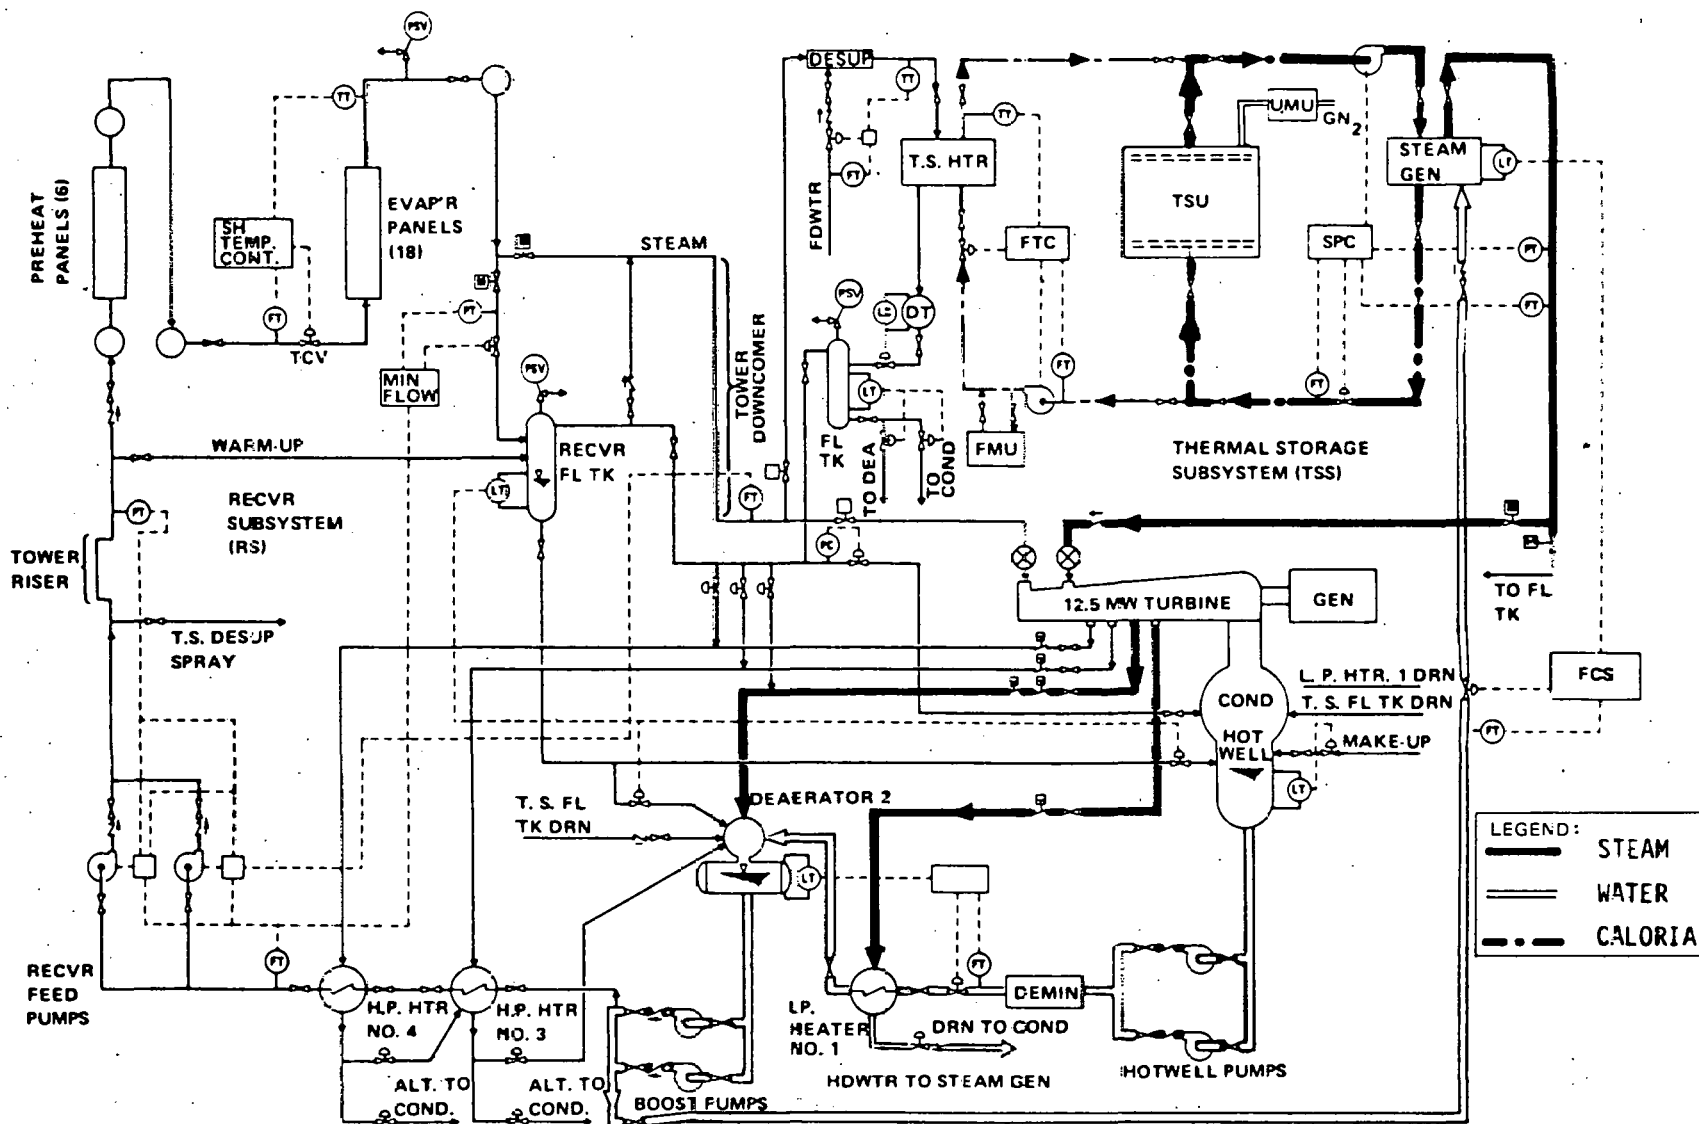 PSV
DESUP
TT
TT
UMU
GN2
TT
FT
T.S. HTR
STEAM
GEN
LT
PREHEAT
PANELS (6)
EVAP'R
PANELS
(18)
SH
TEMP.
CONT.
STEAM
FDWTR
FTC
TSU
SPC
PT
FT
TCV
M
PT
PSV
LC
DT
FT
MIN
FLOW
PSV
TOWER
DOWNCOMER
LT
FT
FT
FL
TK
FMU
THERMAL STORAGE
SUBSYSTEM (TSS)
WARM-UP
RECVR
FL TK
LT
TO DEA
TO
COND
RECVR
SUBSYSTEM
(RS)
PT
FT
TOWER
RISER
PC
12.5 MW TURBINE
GEN
TO FL
TK
T.S. DESUP
SPRAY
L. P. HTR. 1 DRN
FCS
COND
T. S. FL TK DRN
HOT
WELL
MAKE-UP
FT
LT
DEAERATOR 2
T. S. FL
TK DRN
LT
LEGEND:
STEAM
WATER
CALORIA
FT
FT
RECVR
FEED
PUMPS
H.P. HTR
NO. 4
H.P. HTR
NO. 3
DEMIN
LP.
HEATER
NO. 1
DRN TO COND
HDWTR TO STEAM GEN
HOTWELL PUMPS
ALT. TO
COND.
ALT. TO
COND.
BOOST PUMPS